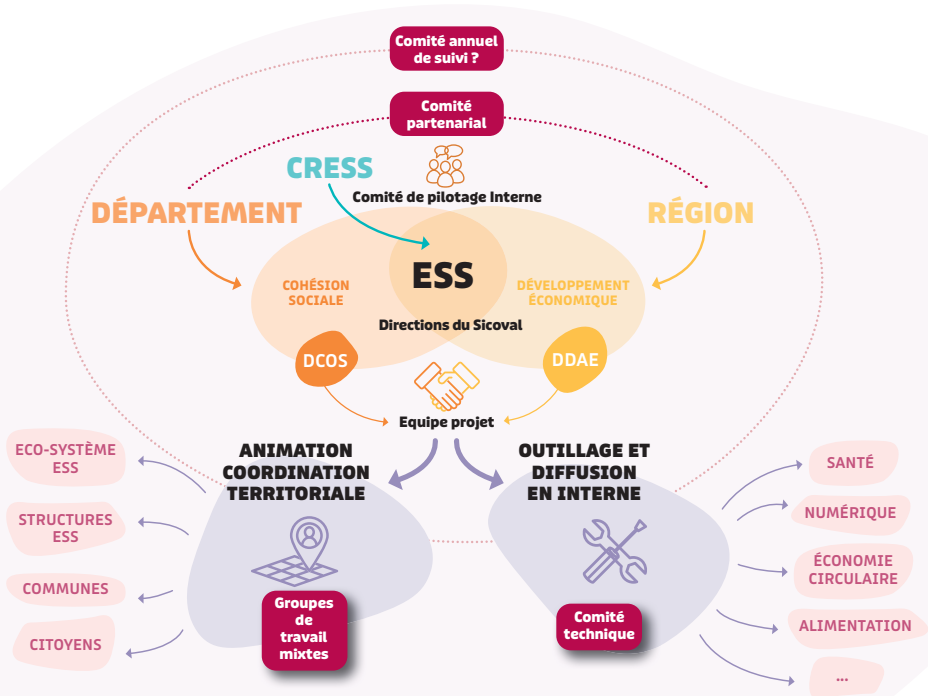 Comité annuel
de suivi ?
Comité
partenarial
CRESS
Comité de pilotage Interne
DÉPARTEMENT
RÉGION
ESS
COHÉSION
SOCIALE
DÉVELOPPEMENT
ÉCONOMIQUE
Directions du Sicoval
DCOS
DDAE
Equipe projet
ANIMATION
COORDINATION
TERRITORIALE
OUTILLAGE ET
DIFFUSION
EN INTERNE
ECO-SYSTÈME
ESS
STRUCTURES
ESS
COMMUNES
CITOYENS
Groupes
de
travail
mixtes
Comité
technique
SANTÉ
NUMÉRIQUE
ÉCONOMIE
CIRCULAIRE
ALIMENTATION
...